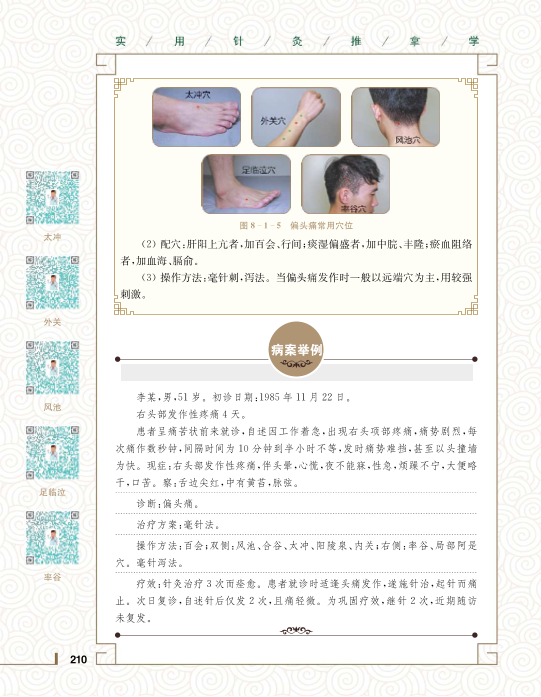 实 / 用 / 针 / 灸 / 推 / 拿 / 学
太冲穴
外关穴
风池穴
足临泣穴
率谷穴
图 8-1-5 偏头痛常用穴位
（2）配穴：肝阳上亢者，加百会、行间；痰湿偏盛者，加中脘、丰隆；瘀血阻络
者，加血海、膈俞。
（3）操作方法：毫针刺，泻法。当偏头痛发作时一般以远端穴为主，用较强
刺激。
太冲
外关
风池
足临泣
率谷
病案举例
李某，男，51 岁。初诊日期：1985 年 11 月 22 日。
右头部发作性疼痛 4 天。
患者呈痛苦状前来就诊，自述因工作着急，出现右头项部疼痛，痛势剧烈，每
次痛作数秒钟，间隔时间为 10 分钟到半小时不等，发时痛势难挡，甚至以头撞墙
为快。现症：右头部发作性疼痛，伴头晕，心慌，夜不能寐，性急，烦躁不宁，大便略
干，口苦。察：舌边尖红，中有黄苔，脉弦。
诊断：偏头痛。
治疗方案：毫针法。
操作方法：百会；双侧：风池、合谷、太冲、阳陵泉、内关；右侧：率谷、局部阿是
穴。毫针泻法。
疗效：针灸治疗 3 次而痊愈。患者就诊时适逢头痛发作，遂施针治，起针而痛
止。次日复诊，自述针后仅发 2 次，且痛轻微。为巩固疗效，继针 2 次，近期随访
未复发。
210